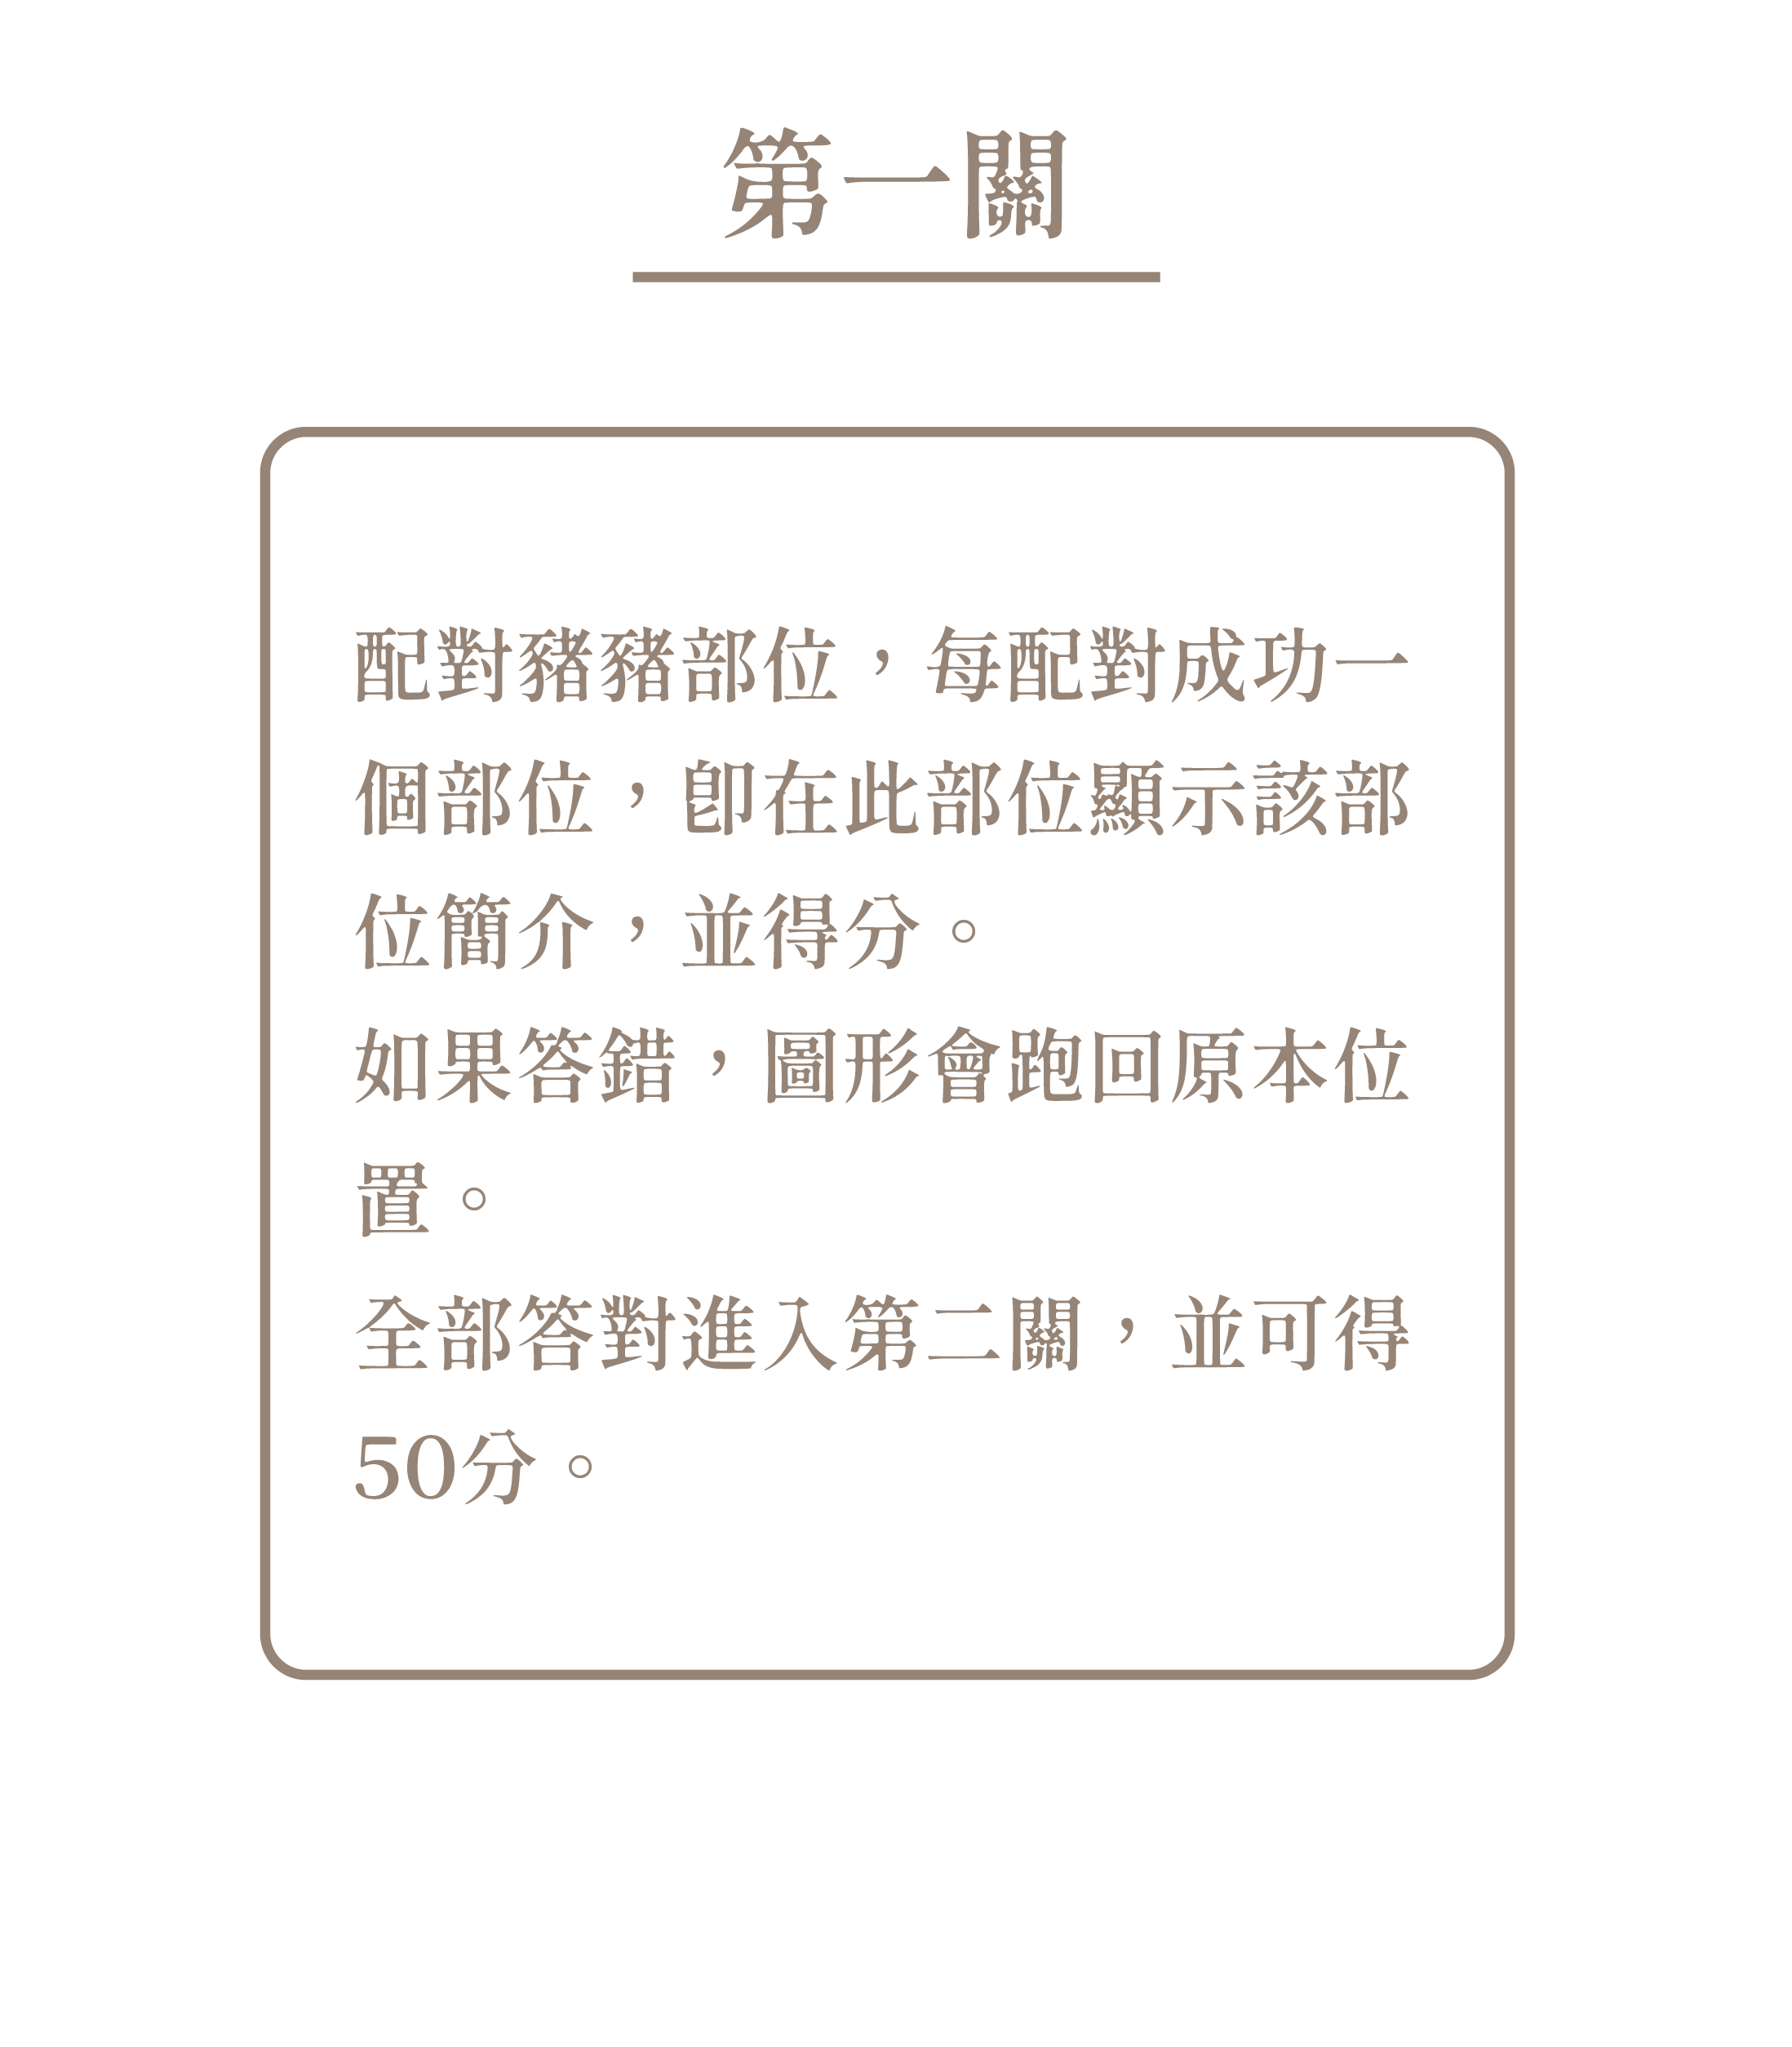 第一關
配對豬豬部位，每配對成功一
個部位，即在此部位顯示該部
位簡介，並得分。
如果答錯，圖形會跑回原本位
置。
全部答對進入第二關，並可得
50分。